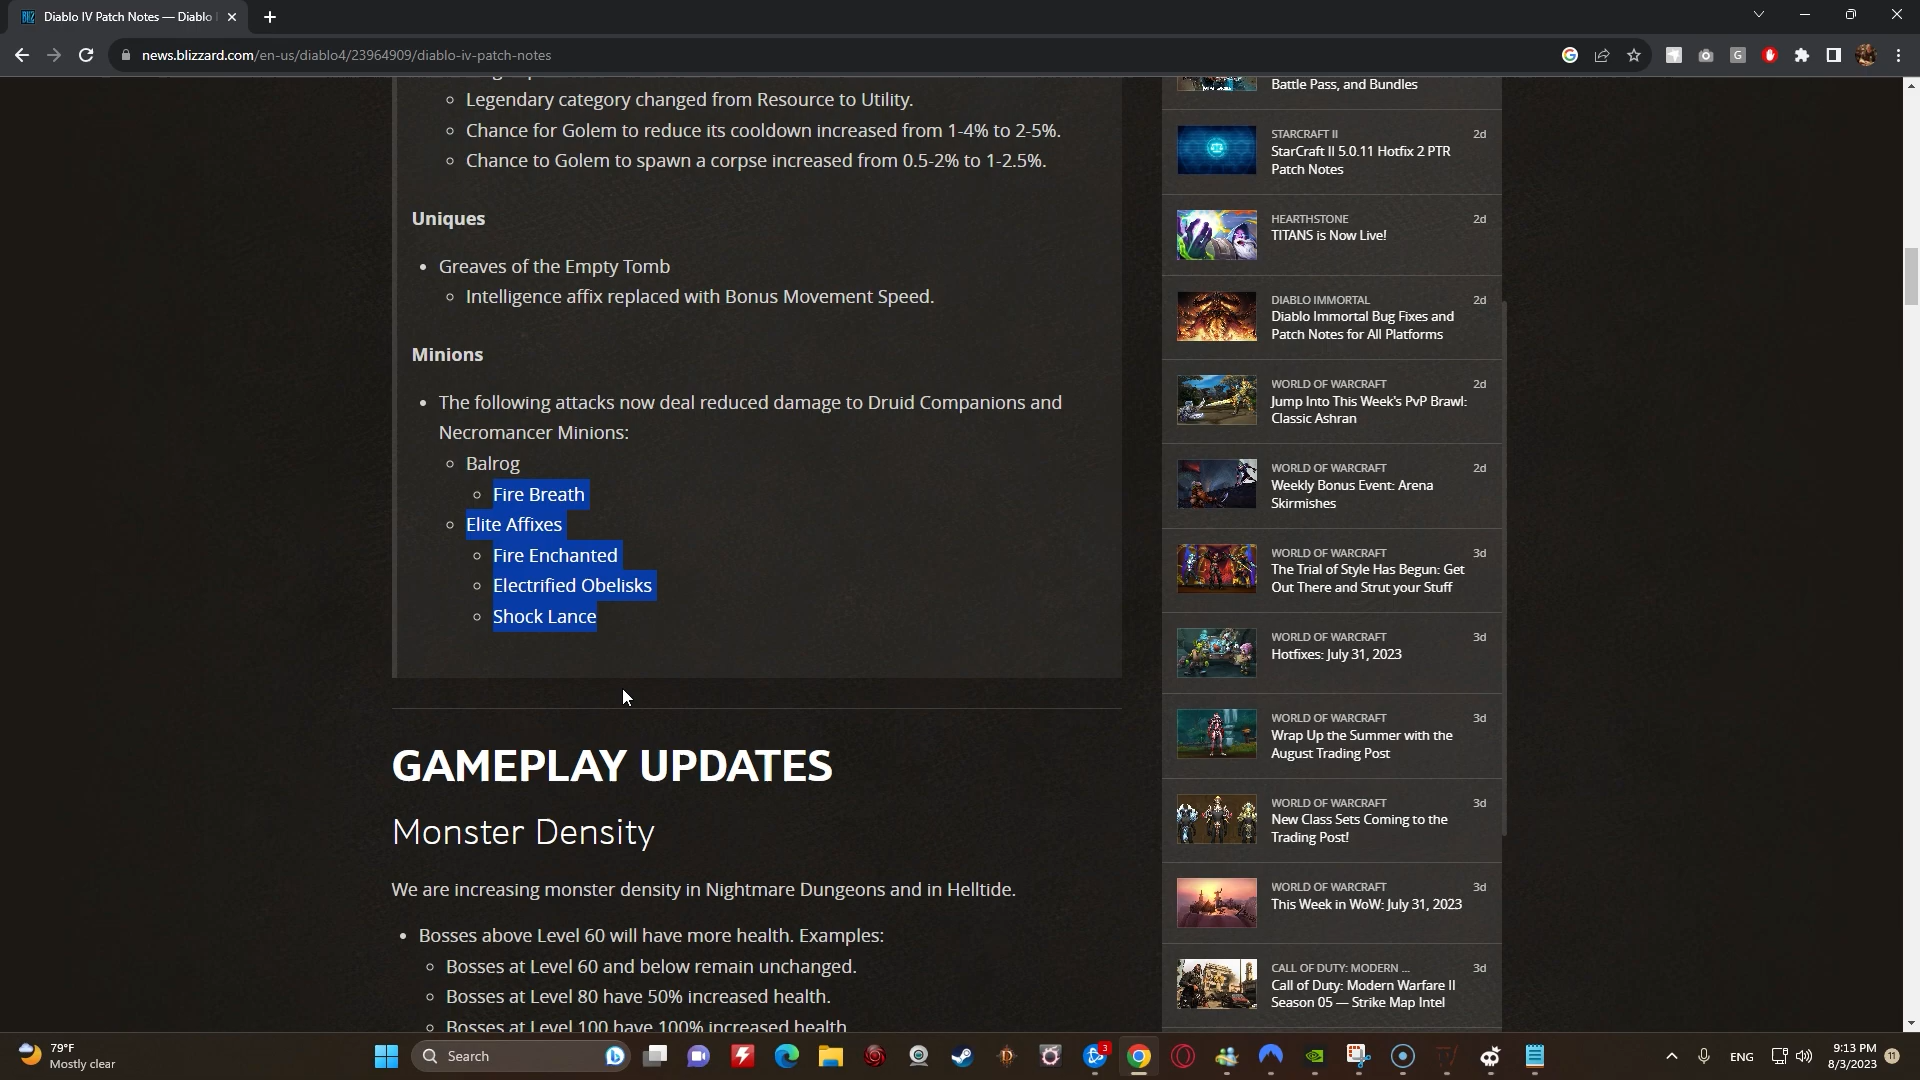 Diablo IV Patch Notes — Diablo
news.blizzard.com/en-us/diablo4/23964909/diablo-iv-patch-notes
Legendary category changed from Resource to Utility.
Chance for Golem to reduce its cooldown increased from 1-4% to 2-5%.
Chance to Golem to spawn a corpse increased from 0.5-2% to 1-2.5%.
Uniques
Greaves of the Empty Tomb
Intelligence affix replaced with Bonus Movement Speed.
Minions
The following attacks now deal reduced damage to Druid Companions and
Necromancer Minions:
Balrog
Fire Breath
Elite Affixes
Fire Enchanted
Electrified Obelisks
Shock Lance
GAMEPLAY UPDATES
Monster Density
We are increasing monster density in Nightmare Dungeons and in Helltide.
Bosses above Level 60 will have more health. Examples:
Bosses at Level 60 and below remain unchanged.
Bosses at Level 80 have 50% increased health.
Bosses at Level 100 have 100% increased health
Battle Pass, and Bundles
STARCRAFT II 2d
StarCraft II 5.0.11 Hotfix 2 PTR
Patch Notes
HEARTHSTONE 2d
TITANS is Now Live!
DIABLO IMMORTAL 2d
Diablo Immortal Bug Fixes and
Patch Notes for All Platforms
WORLD OF WARCRAFT 2d
Jump Into This Week's PvP Brawl:
Classic Ashran
WORLD OF WARCRAFT 2d
Weekly Bonus Event: Arena
Skirmishes
WORLD OF WARCRAFT 3d
The Trial of Style Has Begun: Get
Out There and Strut your Stuff
WORLD OF WARCRAFT 3d
Hotfixes: July 31, 2023
WORLD OF WARCRAFT 3d
Wrap Up the Summer with the
August Trading Post
WORLD OF WARCRAFT 3d
New Class Sets Coming to the
Trading Post!
WORLD OF WARCRAFT 3d
This Week in WoW: July 31, 2023
CALL OF DUTY: MODERN ... 3d
Call of Duty: Modern Warfare II
Season 05 — Strike Map Intel
79°F
Mostly clear
Search
3
ENG
9:13 PM
8/3/2023
11